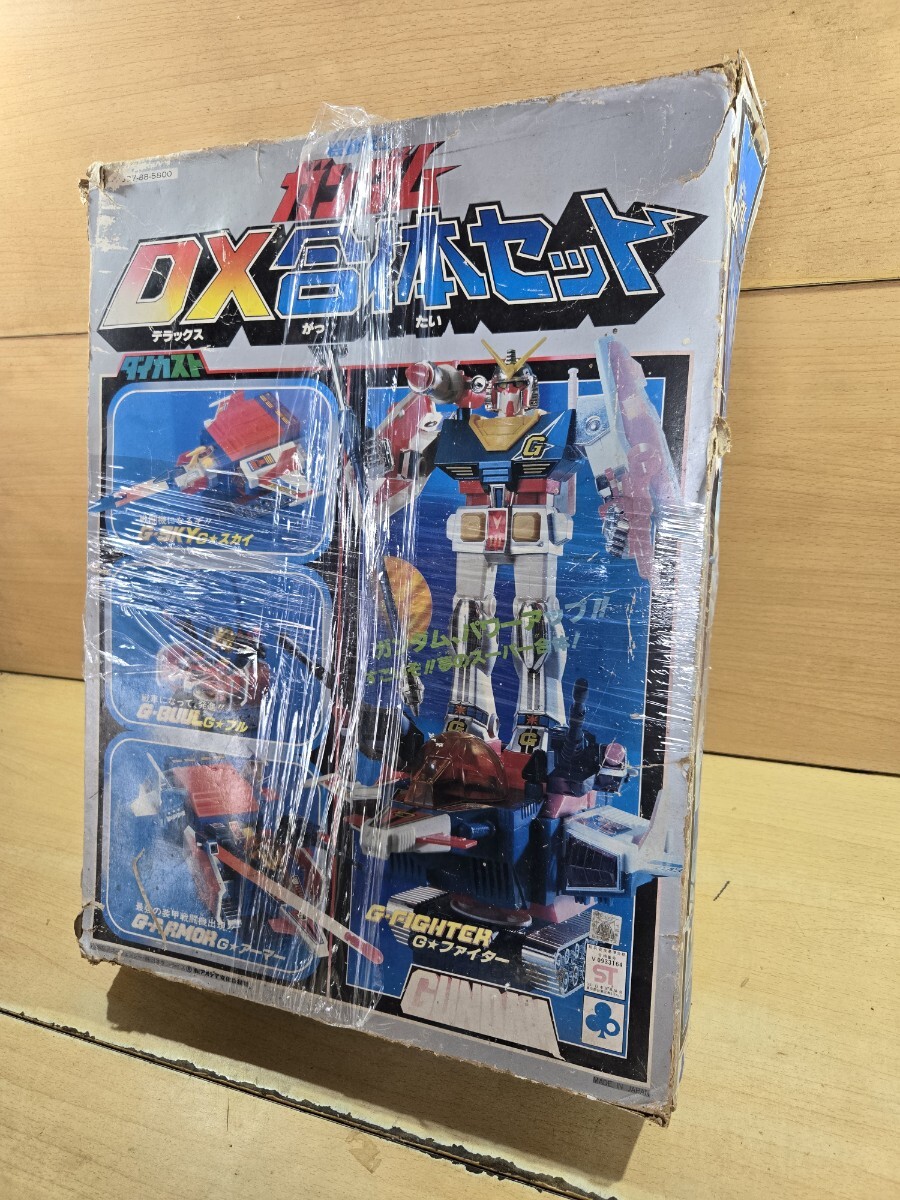 ガンダム
DX合体セット
デラックス がっ たい
ダイカスト
G
G-SKY G★スカイ
ガンダム・パワーアップ!!
G-BULL G★ブル
G G
G-ARMOR G★アーマー
G-FIGHTER
G★ファイター
V 0933164
ST
GUNDAM
MADE IN JAPAN